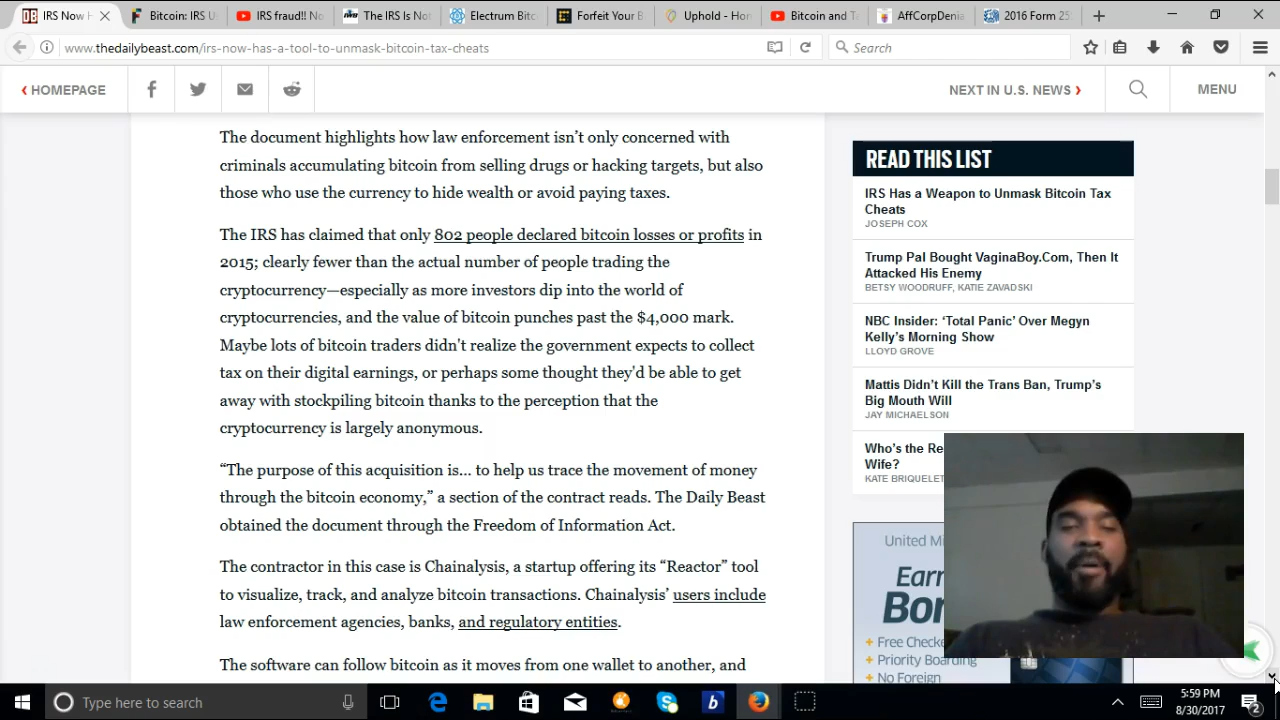 IRS Now H
Bitcoin: IRS U
IRS fraud!! No
The IRS Is No
Electrum Bitc
Forfeit Your B
Uphold - Hon
Bitcoin and T
AffCorpDenia
2016 Form 25
www.thedailybeast.com/irs-now-has-a-tool-to-unmask-bitcoin-tax-cheats
Search
HOMEPAGE
NEXT IN U.S. NEWS
MENU
The document highlights how law enforcement isn’t only concerned with
criminals accumulating bitcoin from selling drugs or hacking targets, but also
those who use the currency to hide wealth or avoid paying taxes.
The IRS has claimed that only 802 people declared bitcoin losses or profits in
2015; clearly fewer than the actual number of people trading the
cryptocurrency—especially as more investors dip into the world of
cryptocurrencies, and the value of bitcoin punches past the $4,000 mark.
Maybe lots of bitcoin traders didn't realize the government expects to collect
tax on their digital earnings, or perhaps some thought they'd be able to get
away with stockpiling bitcoin thanks to the perception that the
cryptocurrency is largely anonymous.
“The purpose of this acquisition is… to help us trace the movement of money
through the bitcoin economy,” a section of the contract reads. The Daily Beast
obtained the document through the Freedom of Information Act.
The contractor in this case is Chainalysis, a startup offering its “Reactor” tool
to visualize, track, and analyze bitcoin transactions. Chainalysis’ users include
law enforcement agencies, banks, and regulatory entities.
The software can follow bitcoin as it moves from one wallet to another, and
READ THIS LIST
IRS Has a Weapon to Unmask Bitcoin Tax
Cheats
JOSEPH COX
Trump Pal Bought VaginaBoy.Com, Then It
Attacked His Enemy
BETSY WOODRUFF, KATIE ZAVADSKI
NBC Insider: ‘Total Panic’ Over Megyn
Kelly’s Morning Show
LLOYD GROVE
Mattis Didn’t Kill the Trans Ban, Trump’s
Big Mouth Will
JAY MICHAELSON
Who’s the Re
Wife?
KATE BRIQUELET
United Mi
Earn
Bon
+ Free Checke
+ Priority Boarding
+ No Foreign
Type here to search
5:59 PM
8/30/2017
2